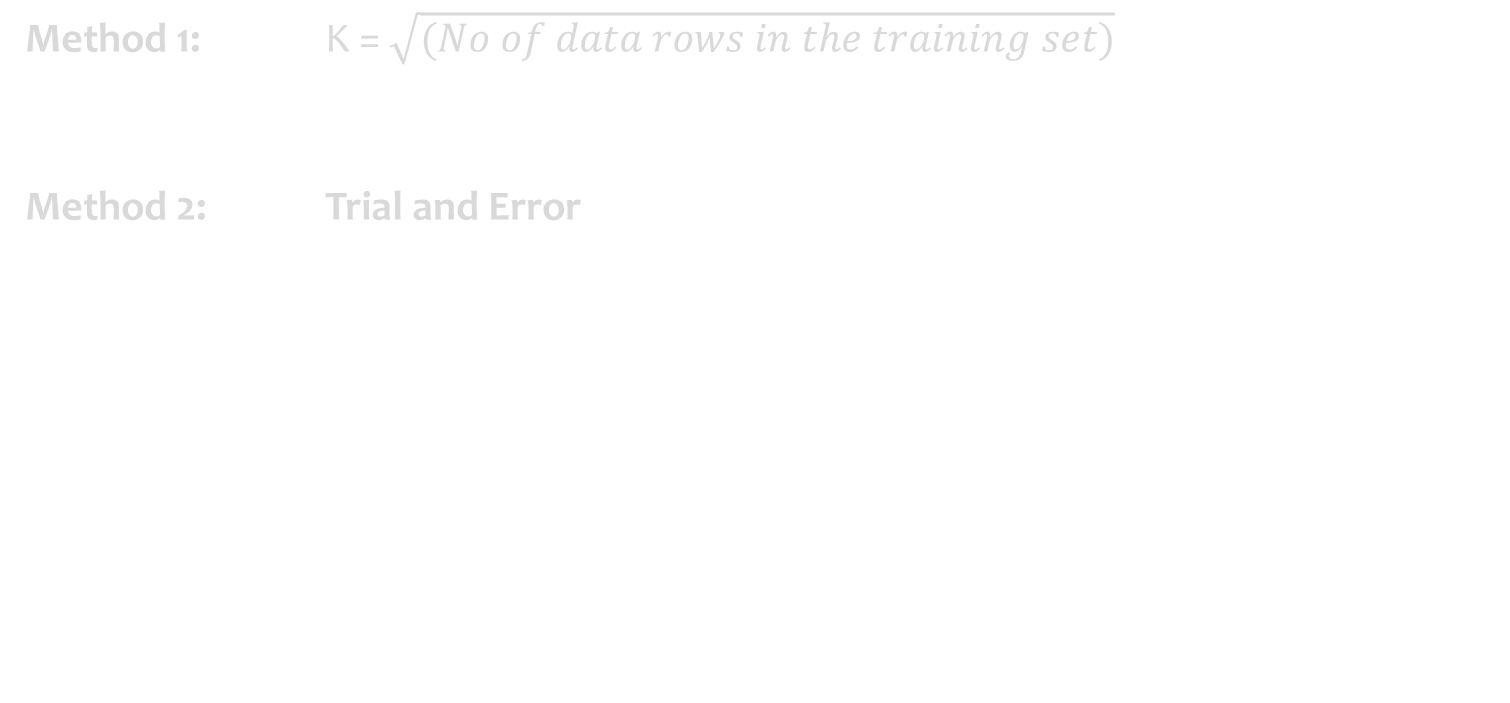 Method 1: K = √(No of data rows in the training set)
Method 2: Trial and Error